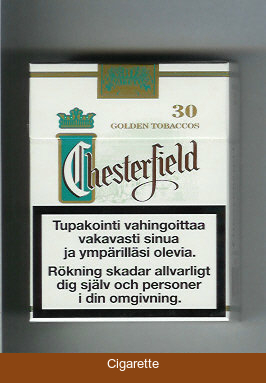 30
GOLDEN TOBACCOS
Chesterfield
Tupakointi vahingoittaa
vakavasti sinua
ja ympärilläsi olevia.
Rökning skadar allvarligt
dig själv och personer
i din omgivning.
Cigarette